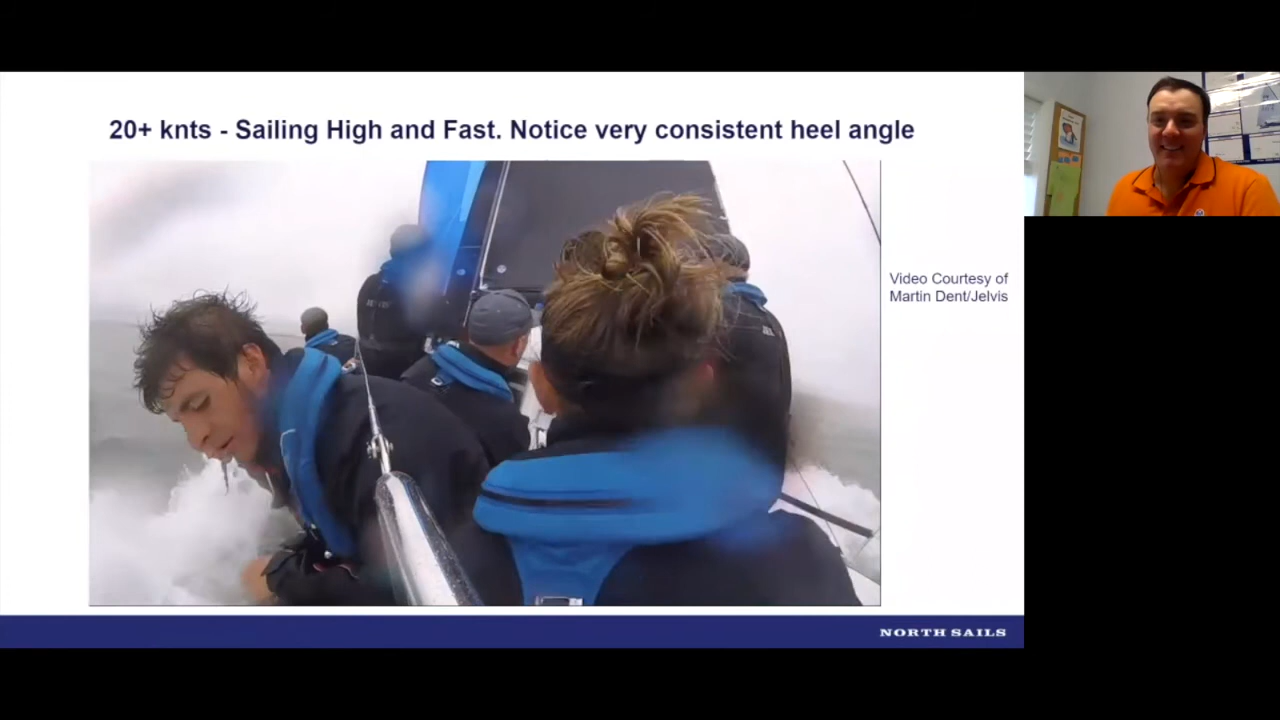 20+ knts - Sailing High and Fast. Notice very consistent heel angle
Video Courtesy of
Martin Dent/Jelvis
NORTH SAILS